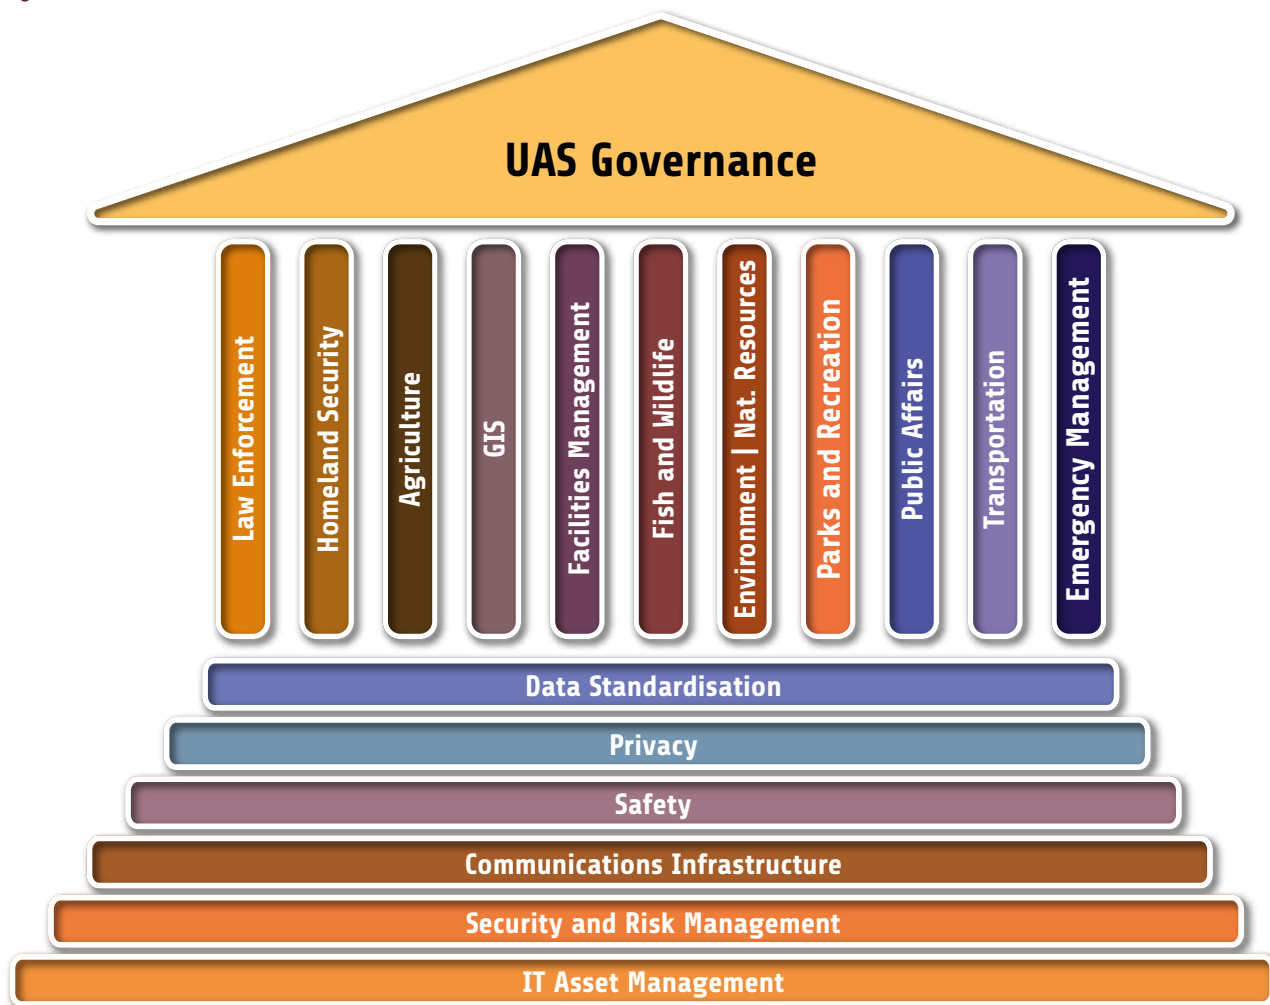 UAS Governance
Law Enforcement
Homeland Security
Agriculture
GIS
Facilities Management
Fish and Wildlife
Environment | Nat. Resources
Parks and Recreation
Public Affairs
Transportation
Emergency Management
Data Standardisation
Privacy
Safety
Communications Infrastructure
Security and Risk Management
IT Asset Management